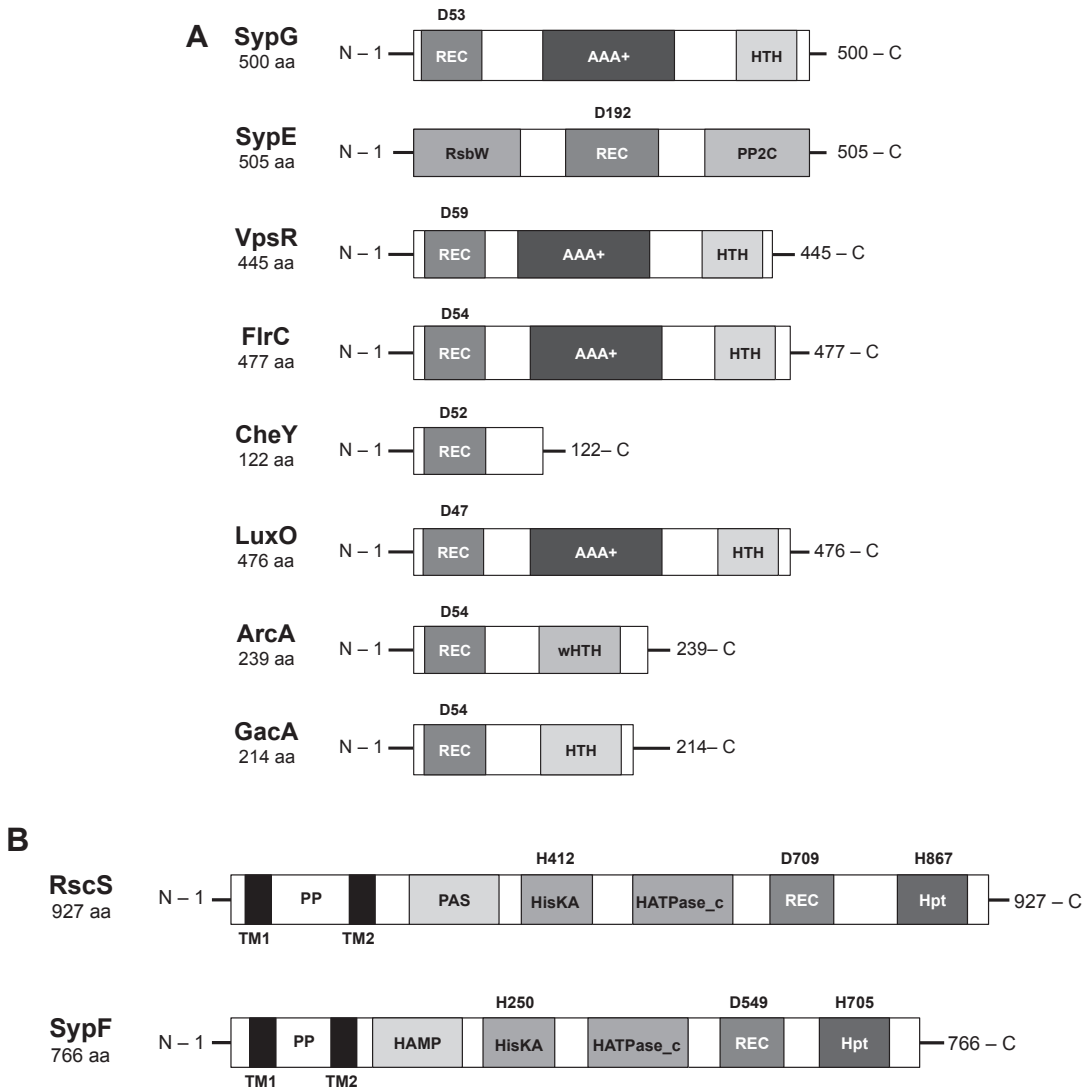 A
D53
SypG
500 aa
N – 1
REC
AAA+
HTH
500 – C
D192
SypE
505 aa
N – 1
RsbW
REC
PP2C
505 – C
D59
VpsR
445 aa
N – 1
REC
AAA+
HTH
445 – C
D54
FlrC
477 aa
N – 1
REC
AAA+
HTH
477 – C
D52
CheY
122 aa
N – 1
REC
122– C
D47
LuxO
476 aa
N – 1
REC
AAA+
HTH
476 – C
D54
ArcA
239 aa
N – 1
REC
wHTH
239– C
D54
GacA
214 aa
N – 1
REC
HTH
214– C
B
H412
D709
H867
RscS
927 aa
N – 1
PP
PAS
HisKA
HATPase_c
REC
Hpt
927 – C
TM1
TM2
H250
D549
H705
SypF
766 aa
N – 1
PP
HAMP
HisKA
HATPase_c
REC
Hpt
766 – C
TM1
TM2